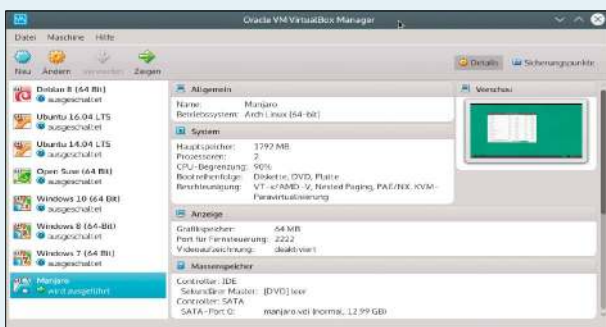 Oracle VM VirtualBox Manager
Datei Maschine Hilfe
Neu Ändern Verwerfen Zeigen
Details Sicherungspunkte
Debian 8 (64 Bit)
ausgeschaltet
Ubuntu 16.04 LTS
ausgeschaltet
Ubuntu 14.04 LTS
ausgeschaltet
Open Suse (64 Bit)
ausgeschaltet
Windows 10 (64 Bit)
ausgeschaltet
Windows 8 (64-Bit)
ausgeschaltet
Windows 7 (64 Bit)
ausgeschaltet
Manjaro
wird ausgeführt
Allgemein
Name: Manjaro
Betriebssystem: Arch Linux (64-bit)
System
Hauptspeicher: 1792 MB
Prozessoren: 2
CPU-Begrenzung: 90%
Bootreihenfolge: Diskette, DVD, Platte
Beschleunigung: VT-x/AMD-V, Nested Paging, PAE/NX, KVM-
Paravirtualisierung
Anzeige
Grafikspeicher: 64 MB
Port für Fernsteuerung: 2222
Videoaufzeichnung: deaktiviert
Massenspeicher
Controller: IDE
Sekundärer Master: [DVD] leer
Controller: SATA
SATA-Port 0: manjaro.vdi (normal, 12,99 GB)
Vorschau